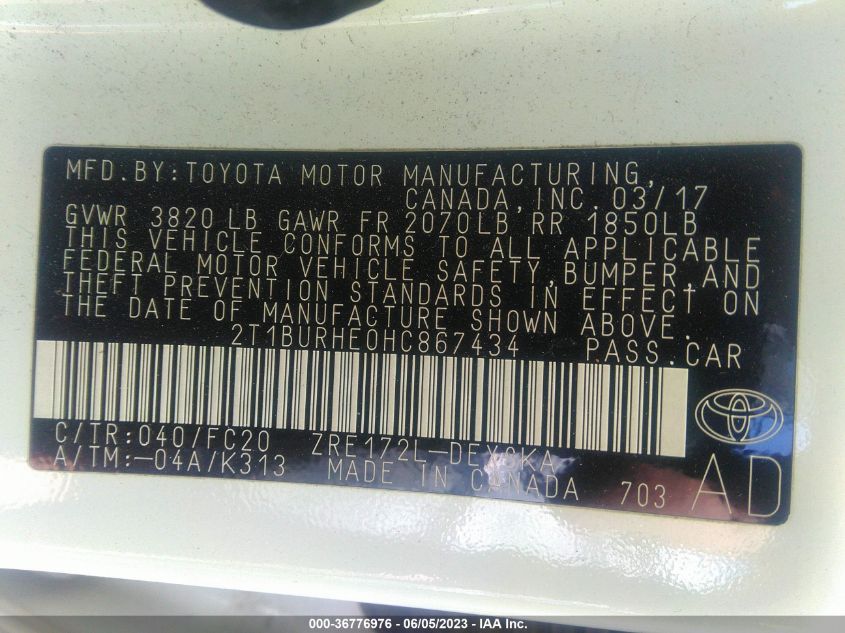 MFD. BY: TOYOTA MOTOR MANUFACTURING,
CANADA, INC. 03/17
GVWR 3820 LB GAWR FR 2070LB RR 1850LB
THIS VEHICLE CONFORMS TO ALL APPLICABLE
FEDERAL MOTOR VEHICLE SAFETY, BUMPER, AND
THEFT PREVENTION STANDARDS IN EFFECT ON
THE DATE OF MANUFACTURE SHOWN ABOVE.
2T1BURHE0HC867434 PASS. CAR
C/TR: 040/FC20 ZRE172L-
A/TM: -04A/K313 MADE IN CANADA 703 AD
000-36776976 | 06/05/2023 - IAA Inc.